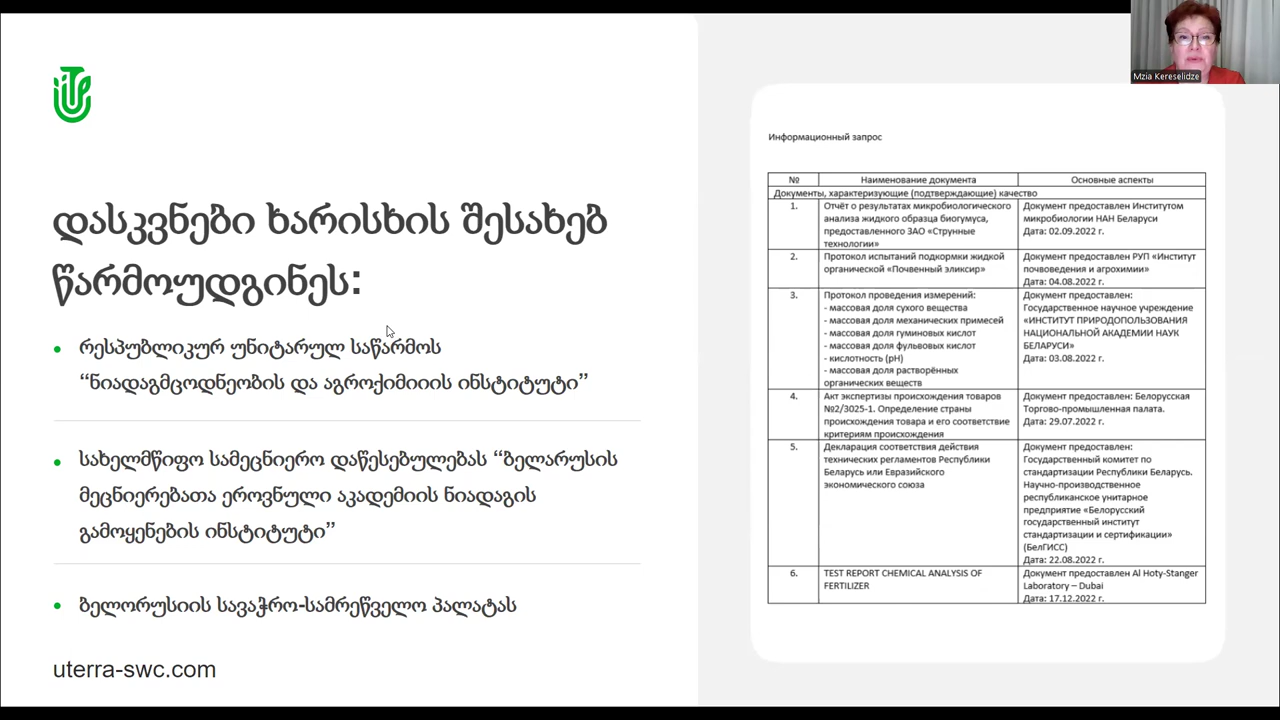 Mzia Kereselidze
დასკვნები ხარისხის შესახებ
წარმოუდგინეს:
• რესპუბლიკურ უნიტარულ საწარმოს
“ნიადაგმცოდნეობის და აგროქიმიის ინსტიტუტი”
• სახელმწიფო სამეცნიერო დაწესებულებას “ბელარუსის
მეცნიერებათა ეროვნული აკადემიის ნიადაგის
გამოყენების ინსტიტუტი”
• ბელორუსიის სავაჭრო-სამრეწველო პალატას
uterra-swc.com
Информационный запрос
№ Наименование документа Основные аспекты
Документы, характеризующие (подтверждающие) качество
1. Отчёт о результатах микробиологического
анализа жидкого образца биогумуса,
предоставленного ЗАО «Струнные
технологии»
Документ предоставлен Институтом
микробиологии НАН Беларуси
Дата: 02.09.2022 г.
2. Протокол испытаний подкормки жидкой
органической «Почвенный эликсир»
Документ предоставлен РУП «Институт
почвоведения и агрохимии»
Дата: 04.08.2022 г.
3. Протокол проведения измерений:
- массовая доля сухого вещества
- массовая доля механических примесей
- массовая доля гуминовых кислот
- массовая доля фульвовых кислот
- кислотность (pH)
- массовая доля растворённых
органических веществ
Документ предоставлен:
Государственное научное учреждение
«ИНСТИТУТ ПРИРОДОПОЛЬЗОВАНИЯ
НАЦИОНАЛЬНОЙ АКАДЕМИИ НАУК
БЕЛАРУСИ»
Дата: 03.08.2022 г.
4. Акт экспертизы происхождения товаров
№2/3025-1. Определение страны
происхождения товара и его соответствие
критериям происхождения
Документ предоставлен: Белорусская
Торгово-промышленная палата.
Дата: 29.07.2022 г.
5. Декларация соответствия действия
технических регламентов Республики
Беларусь или Евразийского
экономического союза
Документ предоставлен:
Государственный комитет по
стандартизации Республики Беларусь.
Научно-производственное
республиканское унитарное
предприятие «Белорусский
государственный институт
стандартизации и сертификации»
(БелГИСС)
Дата: 22.08.2022 г.
6. TEST REPORT CHEMICAL ANALYSIS OF
FERTILIZER
Документ предоставлен Al Hoty-Stanger
Laboratory – Dubai
Дата: 17.12.2022 г.